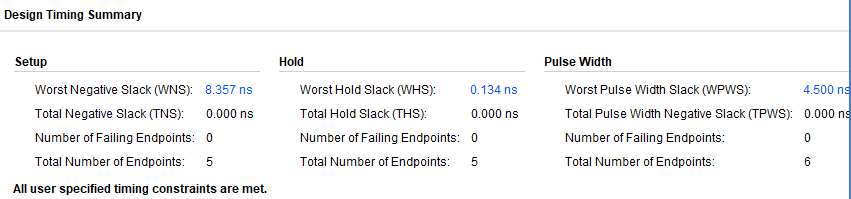 Design Timing Summary
Setup Hold Pulse Width
Worst Negative Slack (WNS): 8.357 ns Worst Hold Slack (WHS): 0.134 ns Worst Pulse Width Slack (WPWS): 4.500 ns
Total Negative Slack (TNS): 0.000 ns Total Hold Slack (THS): 0.000 ns Total Pulse Width Negative Slack (TPWS): 0.000 ns
Number of Failing Endpoints: 0 Number of Failing Endpoints: 0 Number of Failing Endpoints: 0
Total Number of Endpoints: 5 Total Number of Endpoints: 5 Total Number of Endpoints: 6
All user specified timing constraints are met.